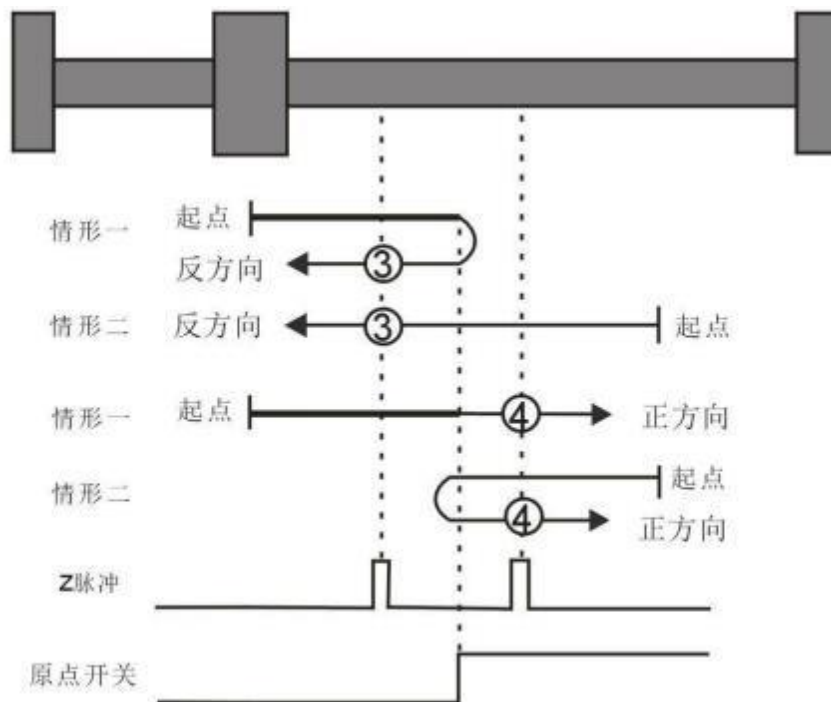 情形一 起点
反方向 ③
情形二 反方向 ③ 起点
情形一 起点 ④ 正方向
情形二 起点
④ 正方向
Z脉冲
原点开关